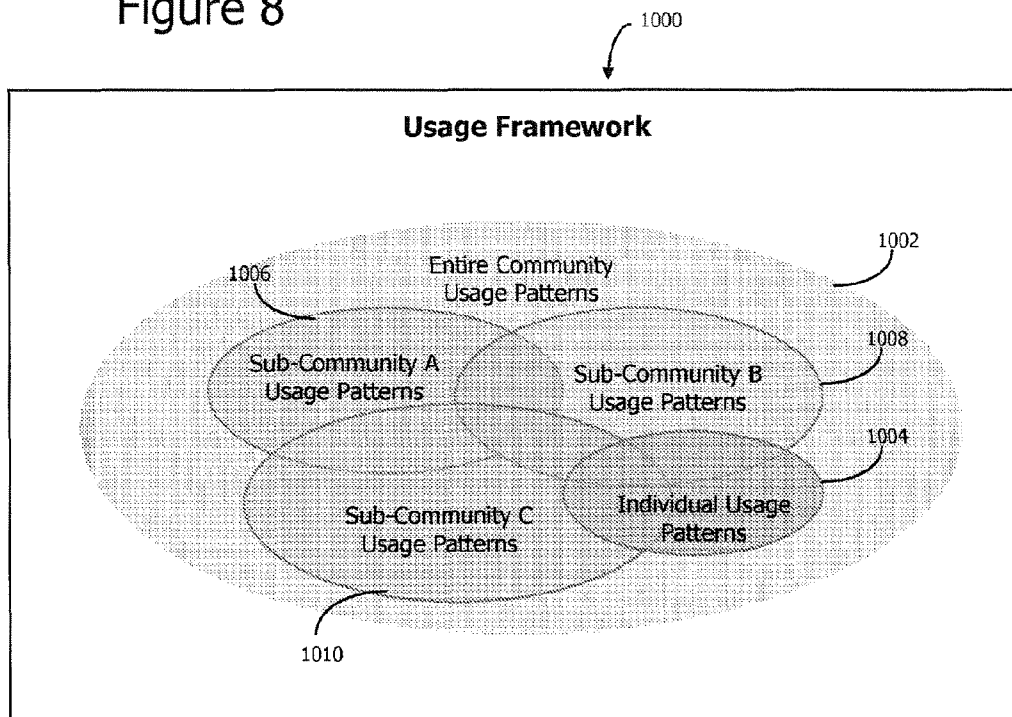 Figure 8
1000
Usage Framework
1002
Entire Community
Usage Patterns
1006
1008
Sub-Community A
Usage Patterns
Sub-Community B
Usage Patterns
1004
Individual Usage
Patterns
Sub-Community C
Usage Patterns
1010